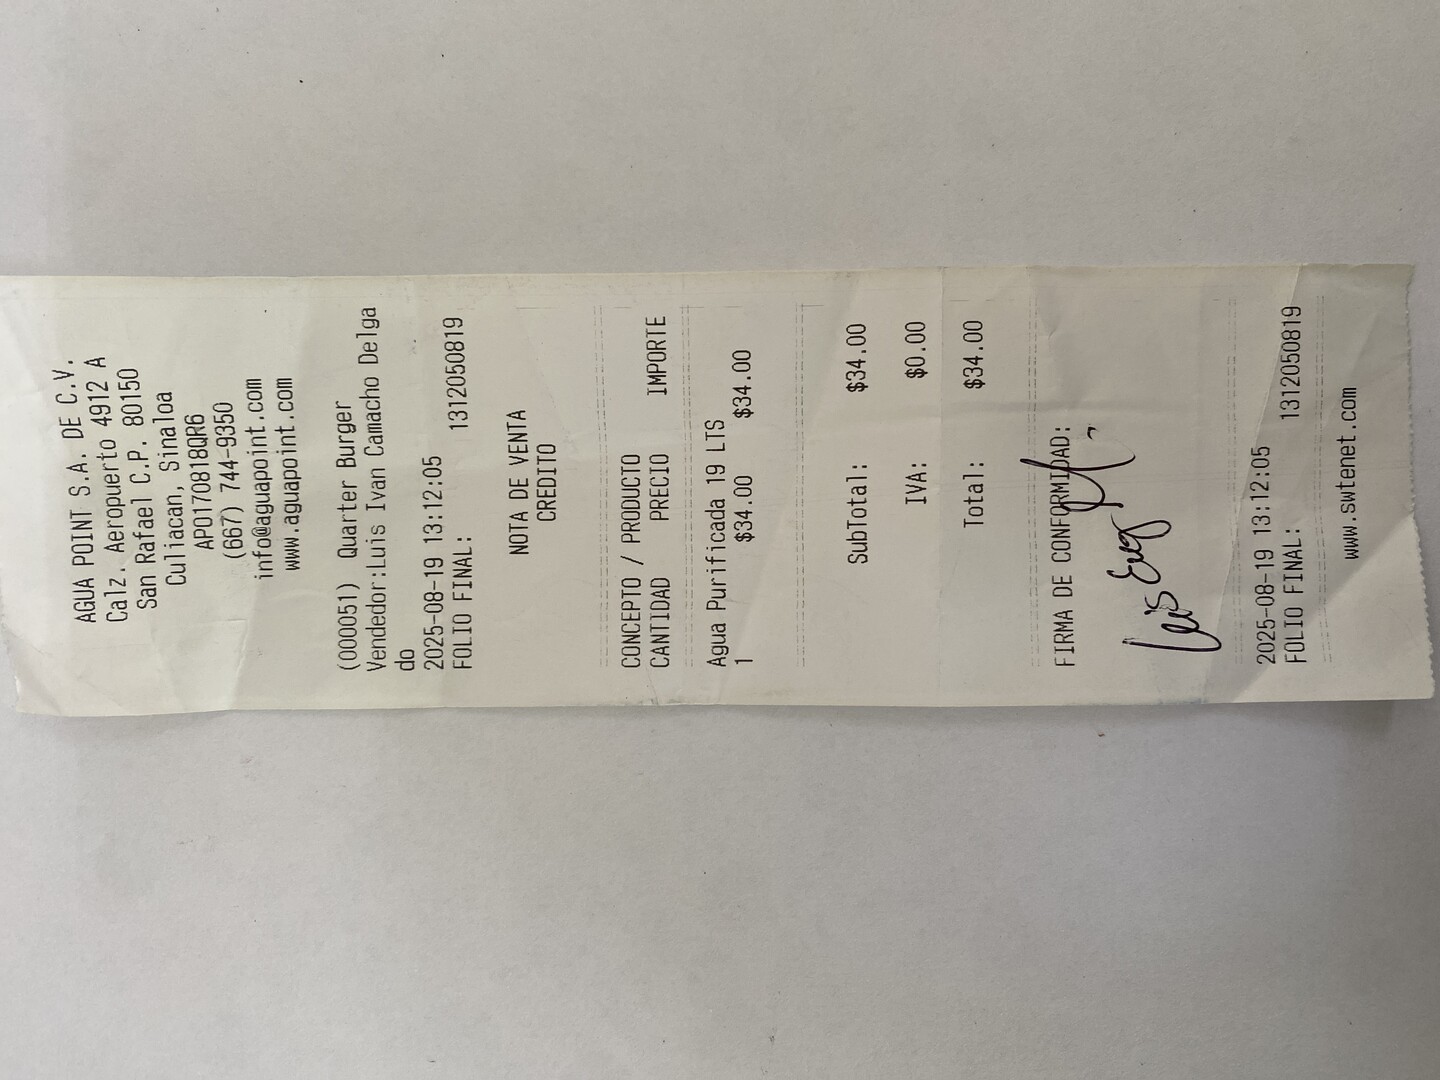 AGUA POINT S.A. DE C.V.
Calz. Aeropuerto 4912 A
San Rafael C.P. 80150
Culiacan, Sinaloa
APO170818QR6
(667) 744-9350
info@aguapoint.com
www.aguapoint.com
(000051) Quarter Burger
Vendedor:Luis Ivan Camacho Delga
do
2025-08-19 13:12:05
FOLIO FINAL: 1312050819
NOTA DE VENTA
CREDITO
CONCEPTO / PRODUCTO
CANTIDAD PRECIO IMPORTE
Agua Purificada 19 LTS
1 $34.00 $34.00
SubTotal: $34.00
IVA: $0.00
Total: $34.00
FIRMA DE CONFORMIDAD:
Luis
2025-08-19 13:12:05
FOLIO FINAL: 1312050819
www.swtenet.com